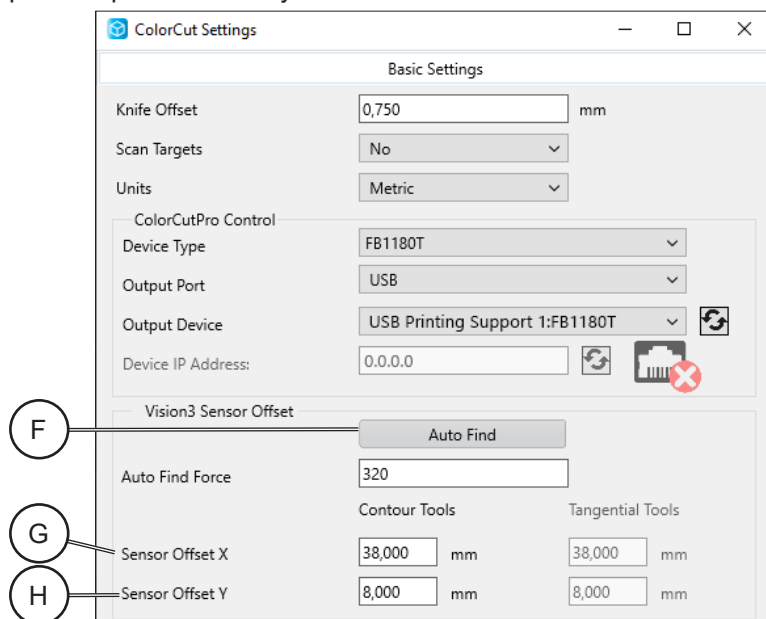 ColorCut Settings
Basic Settings
Knife Offset 0,750 mm
Scan Targets No
Units Metric
ColorCutPro Control
Device Type FB1180T
Output Port USB
Output Device USB Printing Support 1:FB1180T
Device IP Address: 0.0.0.0
Vision3 Sensor Offset
F Auto Find
Auto Find Force 320
Contour Tools Tangential Tools
G Sensor Offset X 38,000 mm 38,000 mm
H Sensor Offset Y 8,000 mm 8,000 mm